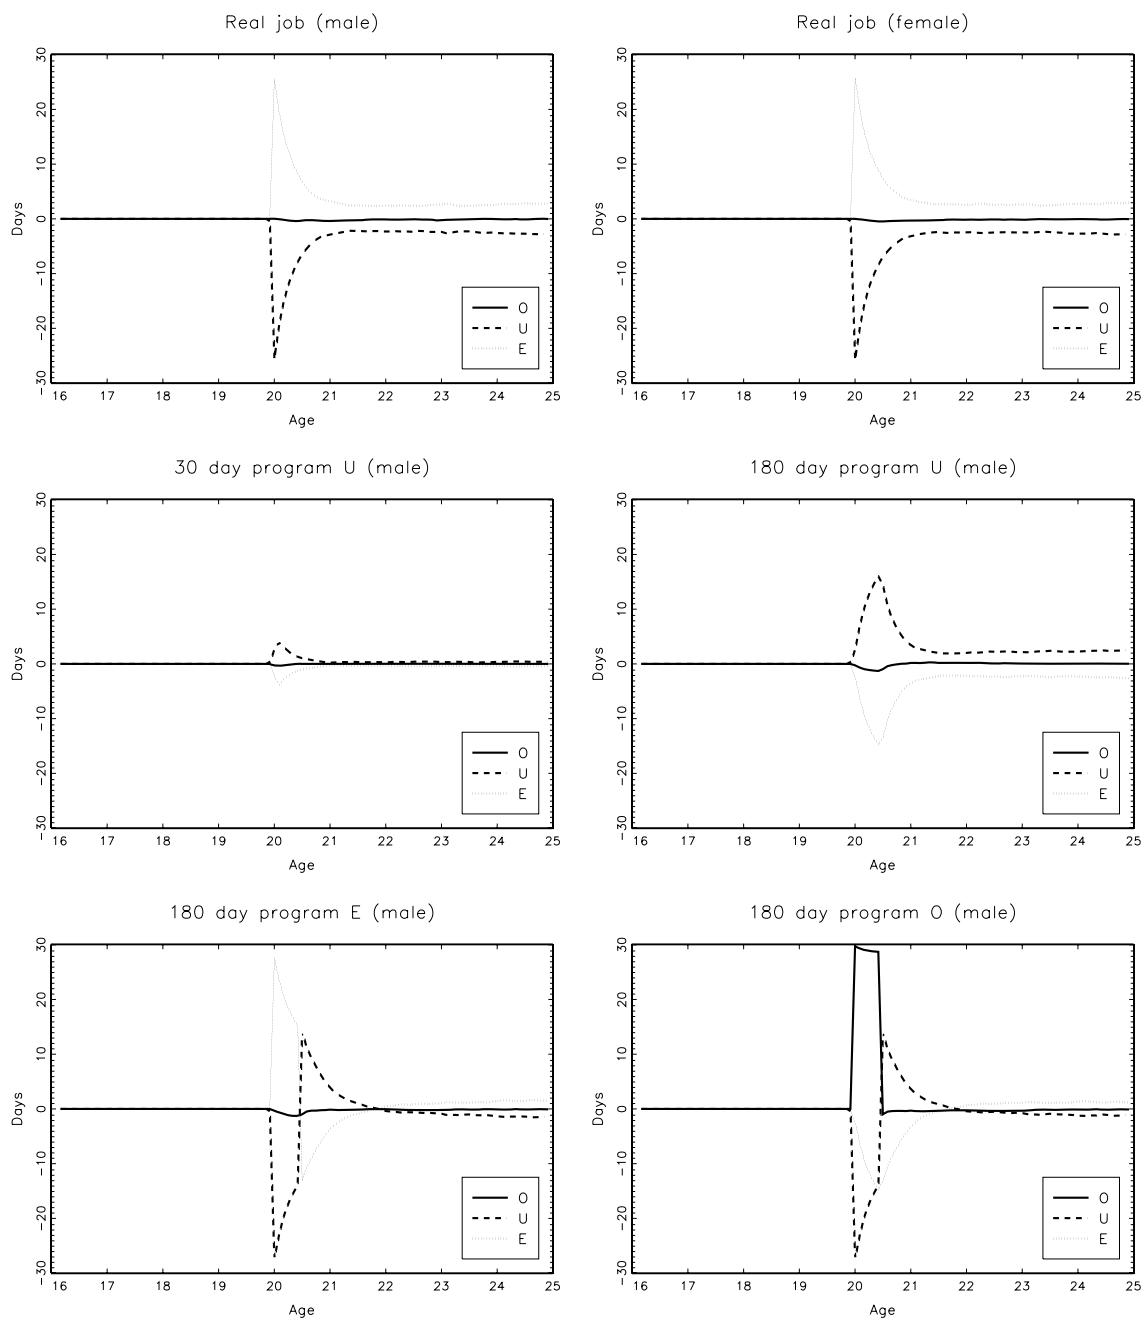 Real job (male)
Real job (female)
30
20
10
0
-10
-20
-30
Days
16 17 18 19 20 21 22 23 24 25
Age
O
U
E
30
20
10
0
-10
-20
-30
Days
16 17 18 19 20 21 22 23 24 25
Age
O
U
E
30 day program U (male)
180 day program U (male)
30
20
10
0
-10
-20
-30
Days
16 17 18 19 20 21 22 23 24 25
Age
O
U
E
30
20
10
0
-10
-20
-30
Days
16 17 18 19 20 21 22 23 24 25
Age
O
U
E
180 day program E (male)
180 day program O (male)
30
20
10
0
-10
-20
-30
Days
16 17 18 19 20 21 22 23 24 25
Age
O
U
E
30
20
10
0
-10
-20
-30
Days
16 17 18 19 20 21 22 23 24 25
Age
O
U
E